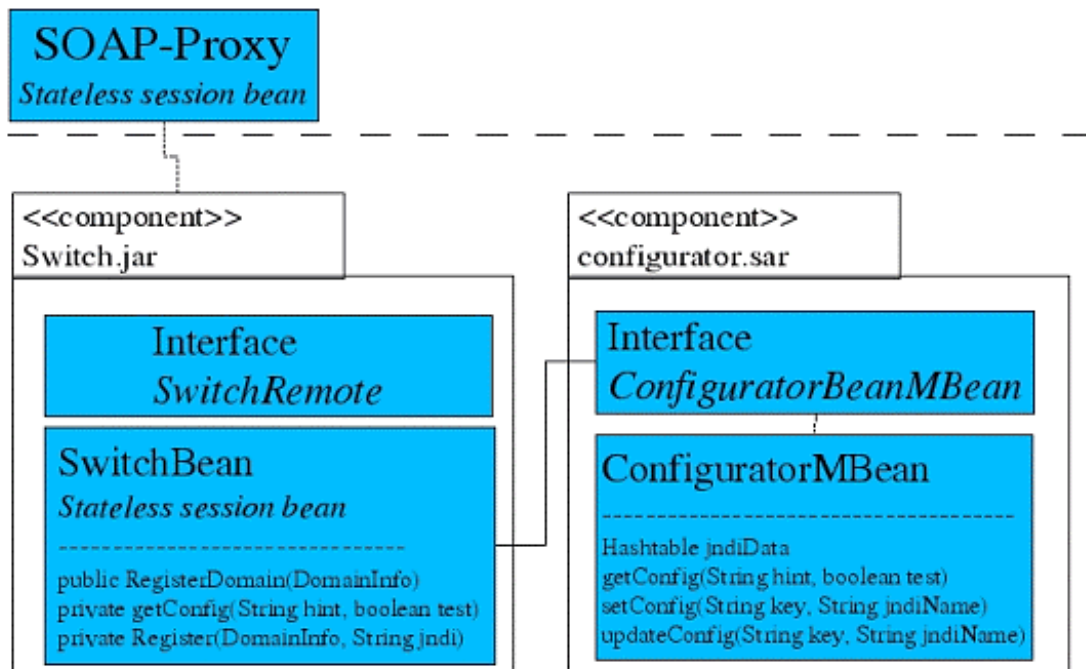 SOAP-Proxy
Stateless session bean
<<component>>
Switch.jar
Interface
SwitchRemote
SwitchBean
Stateless session bean
--------------------------------
public RegisterDomain(DomainInfo)
private getConfig(String hint, boolean test)
private Register(DomainInfo, String jndi)
<<component>>
configurator.sar
Interface
ConfiguratorBeanMBean
ConfiguratorMBean
--------------------------------------
Hashtable jndiData
getConfig(String hint, boolean test)
setConfig(String key, String jndiName)
updateConfig(String key, String jndiName)